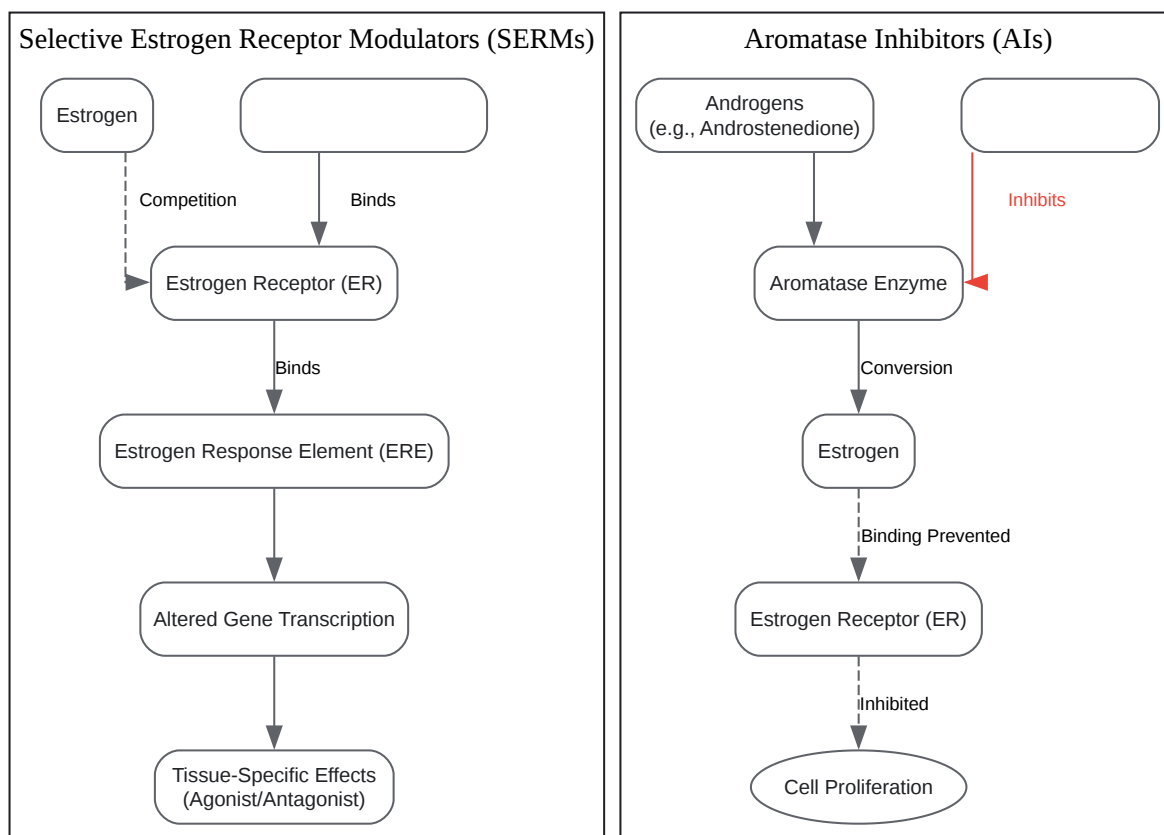 Selective Estrogen Receptor Modulators (SERMs)
Estrogen
Competition
Binds
Estrogen Receptor (ER)
Binds
Estrogen Response Element (ERE)
Altered Gene Transcription
Tissue-Specific Effects
(Agonist/Antagonist)
Aromatase Inhibitors (AIs)
Androgens
(e.g., Androstenedione)
Inhibits
Aromatase Enzyme
Conversion
Estrogen
Binding Prevented
Estrogen Receptor (ER)
Inhibited
Cell Proliferation